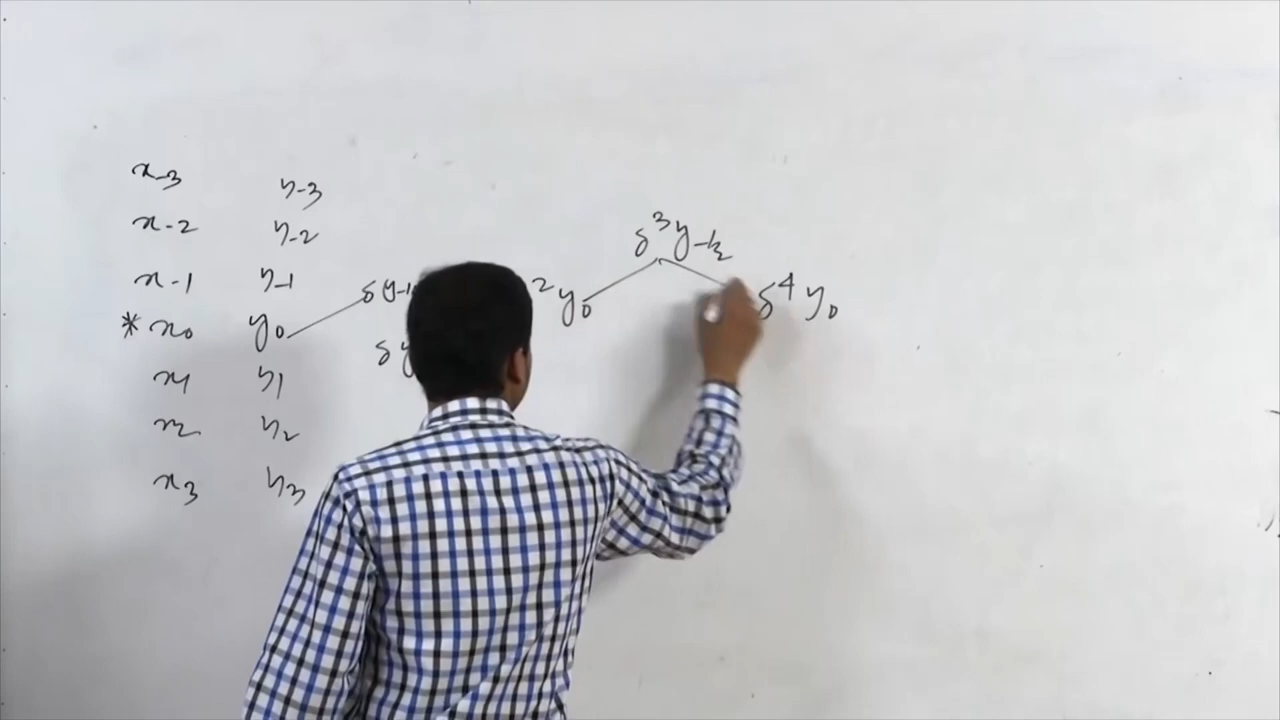 x-3 y-3
x-2 y-2
x-1 y-1
* x0 y0
x1 y1
x2 y2
x3 y3
δy-1
δy
²y0
δ³y-½
δ⁴y0